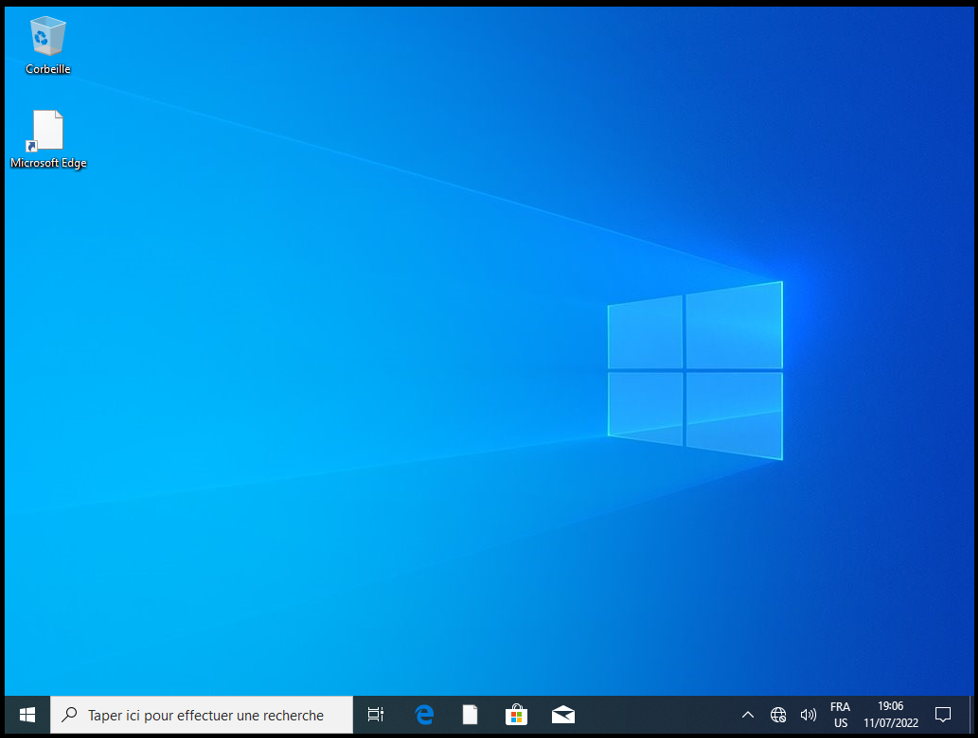 Corbeille
Microsoft Edge
Taper ici pour effectuer une recherche
FRA
US
19:06
11/07/2022